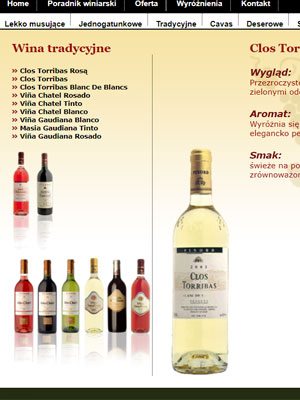 Home Poradnik winiarski Oferta Wyróżnienia Kontakt
Lekko musujące Jednogatunkowe Tradycyjne Cavas Deserowe S
Wina tradycyjne
» Clos Torribas Rosą
» Clos Torribas
» Clos Torribas Blanc De Blancs
» Viña Chatel Rosado
» Viña Chatel Tinto
» Viña Chatel Blanco
» Viña Gaudiana Blanco
» Masia Gaudiana Tinto
» Viña Gaudiana Rosado
Clos Torr
Wygląd:
Przezroczyst
zielonymi od
Aromat:
Wyróżnia się
elegancko pe
Smak:
świeże na po
zrównoważon
PINORD
CLOS
TORRIBAS